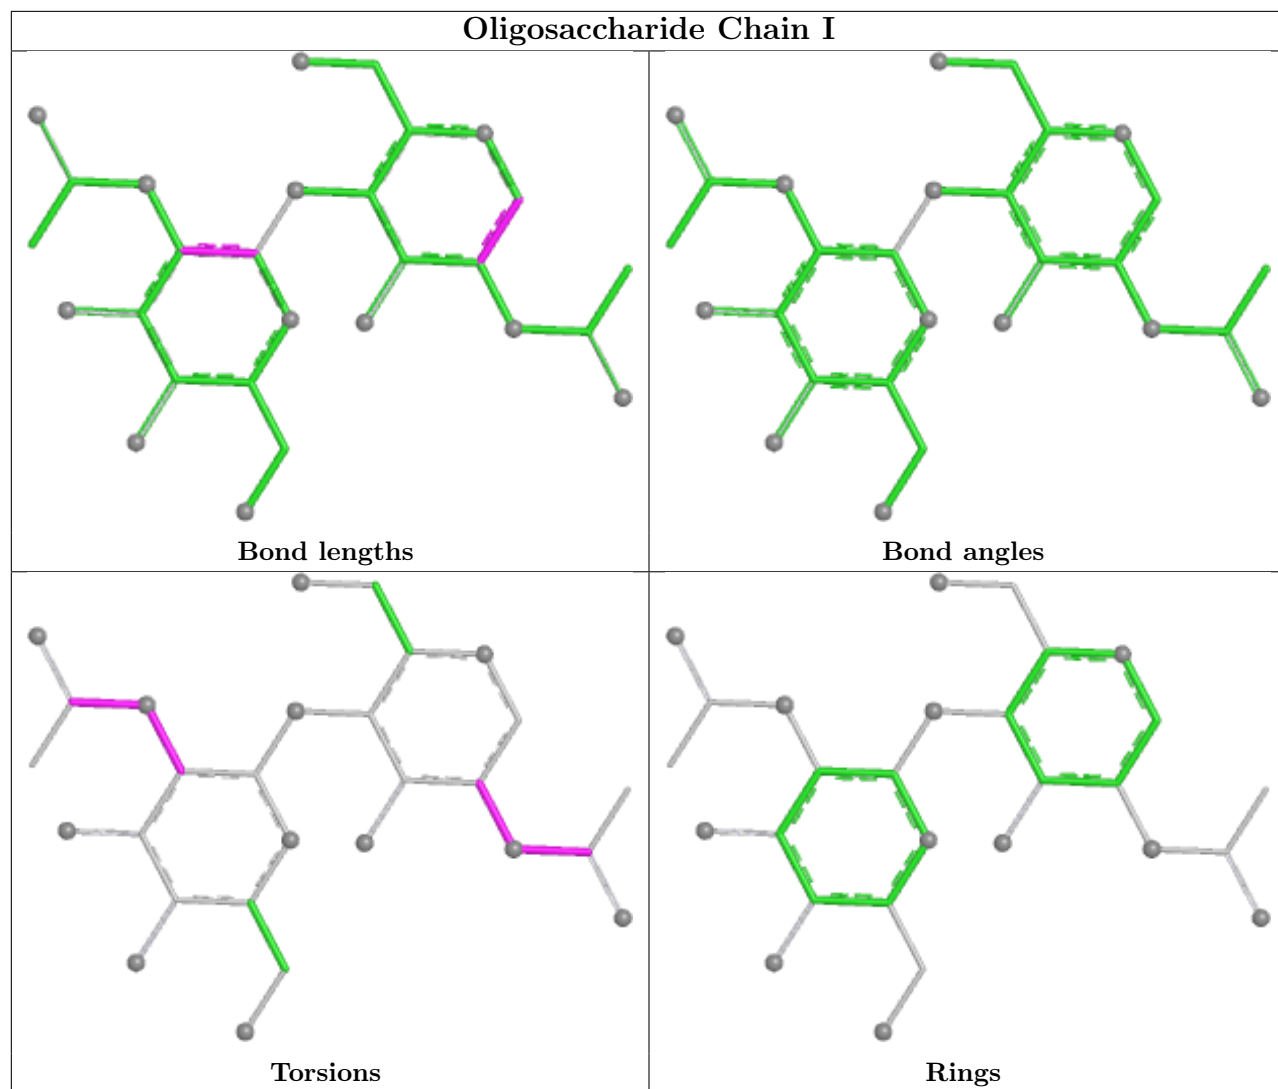 Oligosaccharide Chain I
Bond lengths
Bond angles
Torsions
Rings